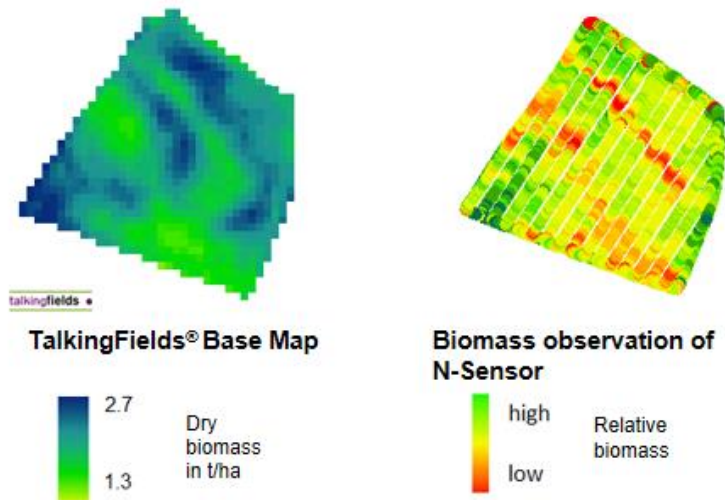 talkingfields
TalkingFields® Base Map
2.7
1.3
Dry
biomass
in t/ha
Biomass observation of
N-Sensor
high
low
Relative
biomass